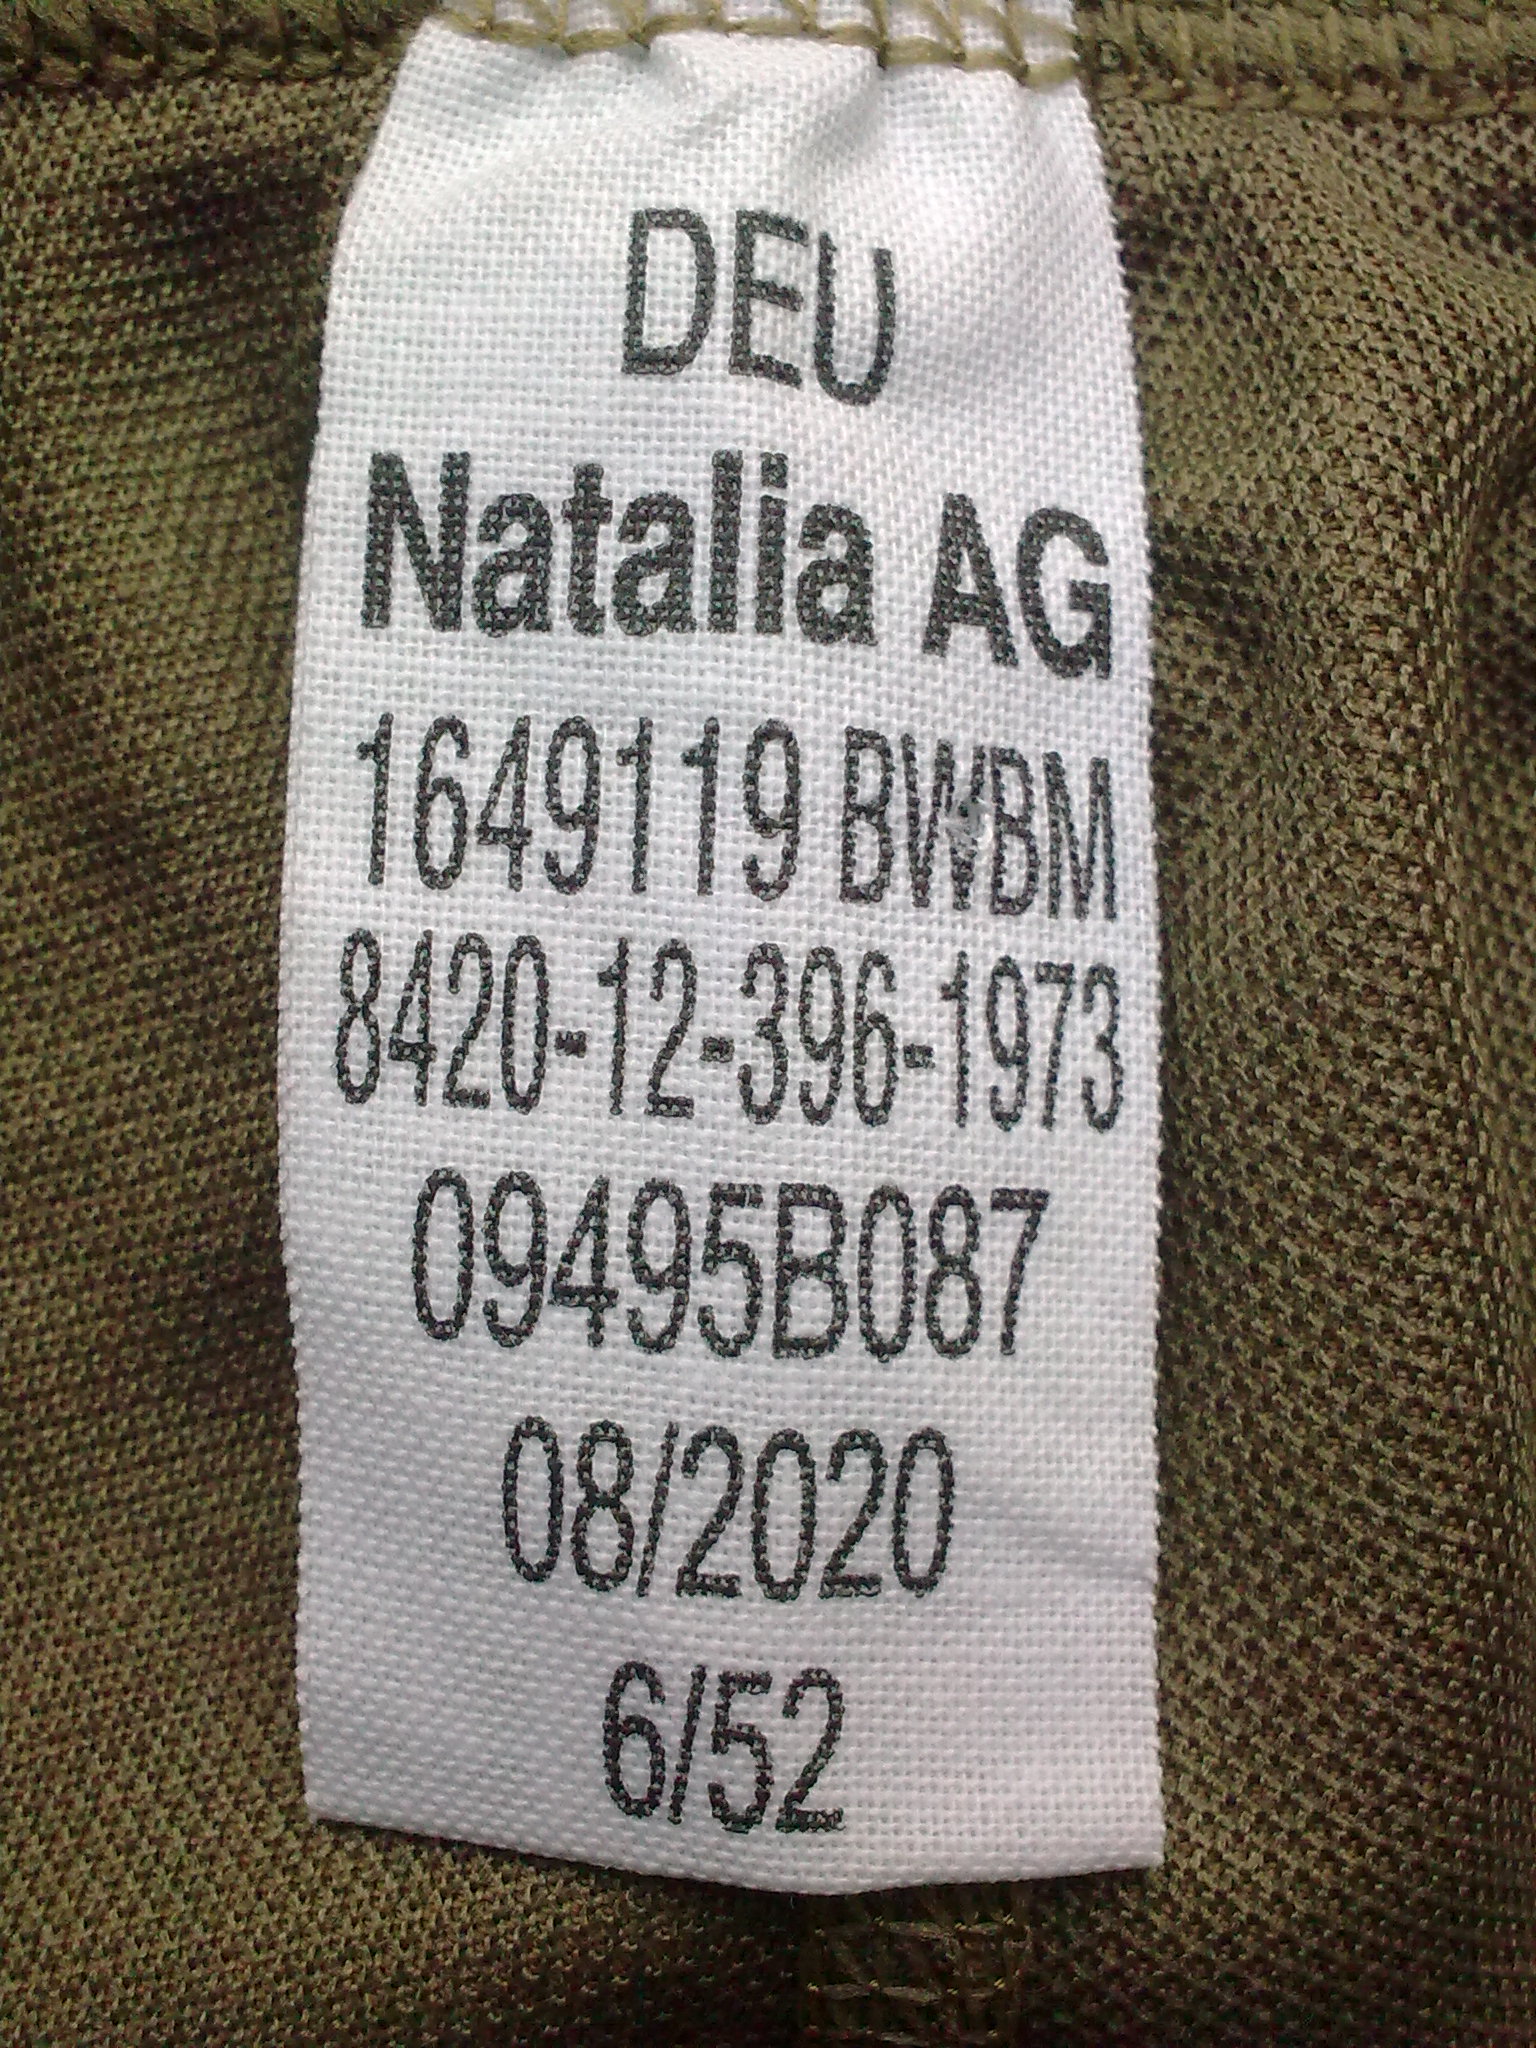 DEU
Natalia AG
1649119 BWBM
8420-12-396-1973
09495B087
08/2020
6/52